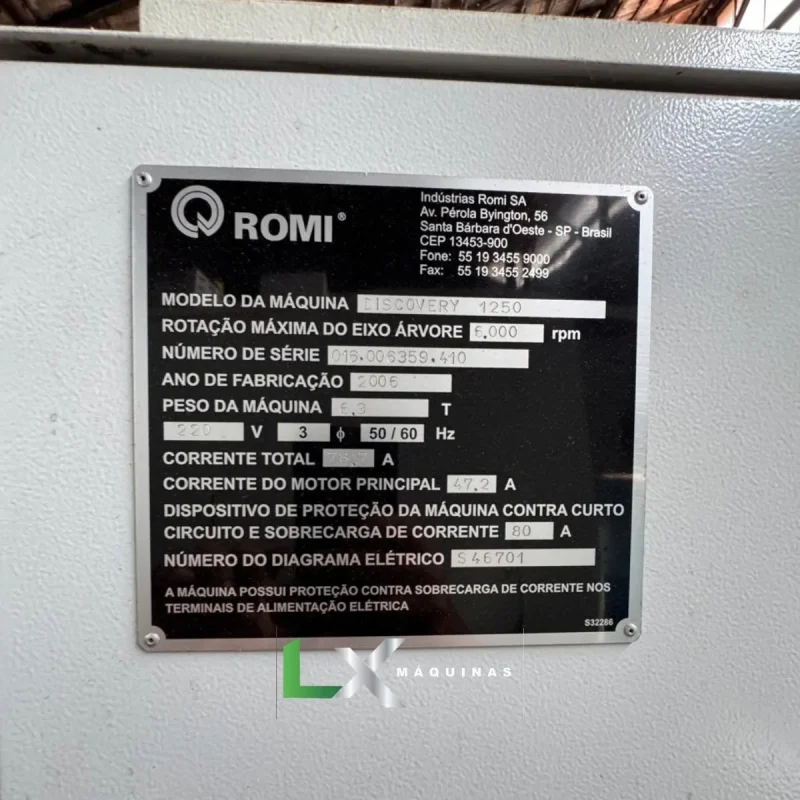 ROMI®
Indústrias Romi SA
Av. Pérola Byington, 56
Santa Bárbara d'Oeste - SP - Brasil
CEP 13453-900
Fone: 55 19 3455 9000
Fax: 55 19 3455 2499
MODELO DA MÁQUINA DISCOVERY 1250
ROTAÇÃO MÁXIMA DO EIXO ÁRVORE 6.000 rpm
NÚMERO DE SÉRIE 016.006359.410
ANO DE FABRICAÇÃO 2006
PESO DA MÁQUINA T
220 V 3 ϕ 50/60 Hz
CORRENTE TOTAL A
CORRENTE DO MOTOR PRINCIPAL 47.2 A
DISPOSITIVO DE PROTEÇÃO DA MÁQUINA CONTRA CURTO
CIRCUITO E SOBRECARGA DE CORRENTE 80 A
NÚMERO DO DIAGRAMA ELÉTRICO S46701
A MÁQUINA POSSUI PROTEÇÃO CONTRA SOBRECARGA DE CORRENTE NOS
TERMINAIS DE ALIMENTAÇÃO ELÉTRICA
S32266
LX MÁQUINAS